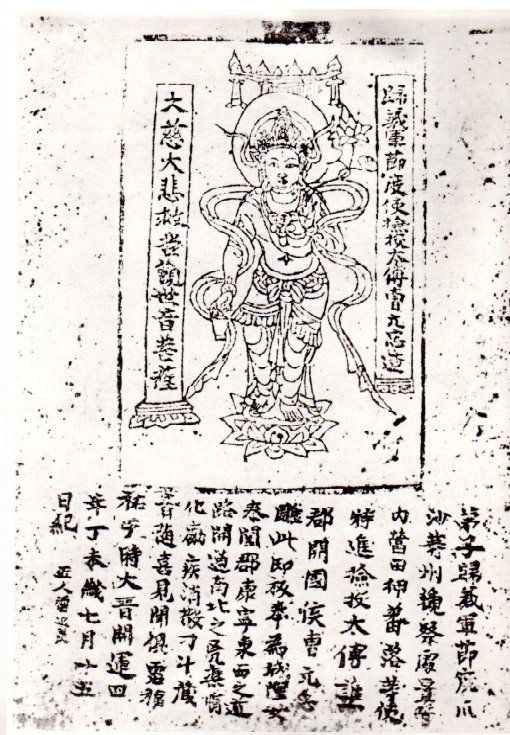 歸義軍節度使檢校太傅曹元忠造
大慈大悲救苦觀世音菩薩
弟子歸義軍節度瓜
沙等州觀察處置管
內營田押蕃落等使
特進檢校太傅譙
郡開國侯曹元忠
雕此印板奉為城隍安
泰闔郡康寧東西之道
路開通南北之兇渠順
化勵疾消散刁斗藏
音隨喜見聞俱霑福
祐于時大晉開運四
年丁未歲七月十五
日紀 匠人雷延美